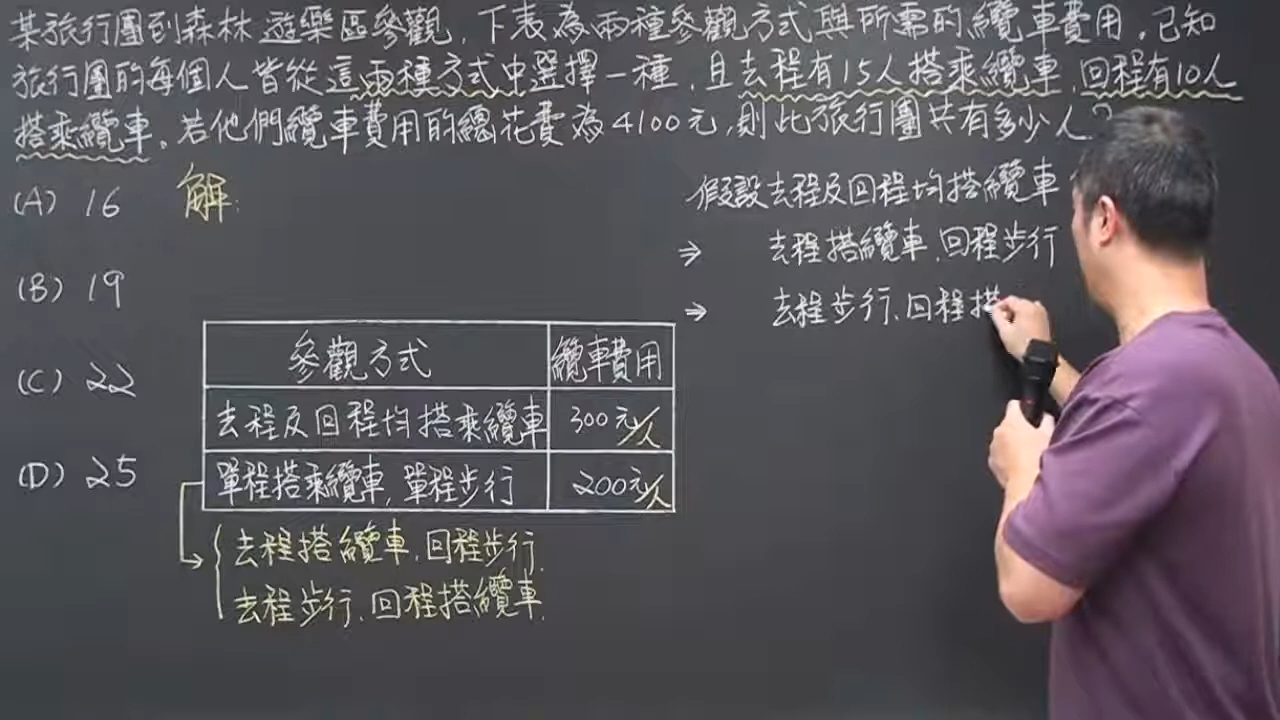 某旅行團到森林遊樂區參觀,下表為兩種參觀方式與所需的纜車費用。已知
旅行團的每個人皆從這兩種方式中選擇一種,且去程有15人搭乘纜車,回程有10人
搭乘纜車。若他們纜車費用的總花費為4100元,則此旅行團共有多少人?
(A) 16
解:
(B) 19
(C) 22
(D) 25
假設去程及回程均搭纜車
⇒ 去程搭纜車、回程步行
⇒ 去程步行、回程搭
參觀方式 纜車費用
去程及回程均搭乘纜車 300元/人
單程搭乘纜車,單程步行 200元/人
去程搭纜車、回程步行.
去程步行、回程搭纜車.